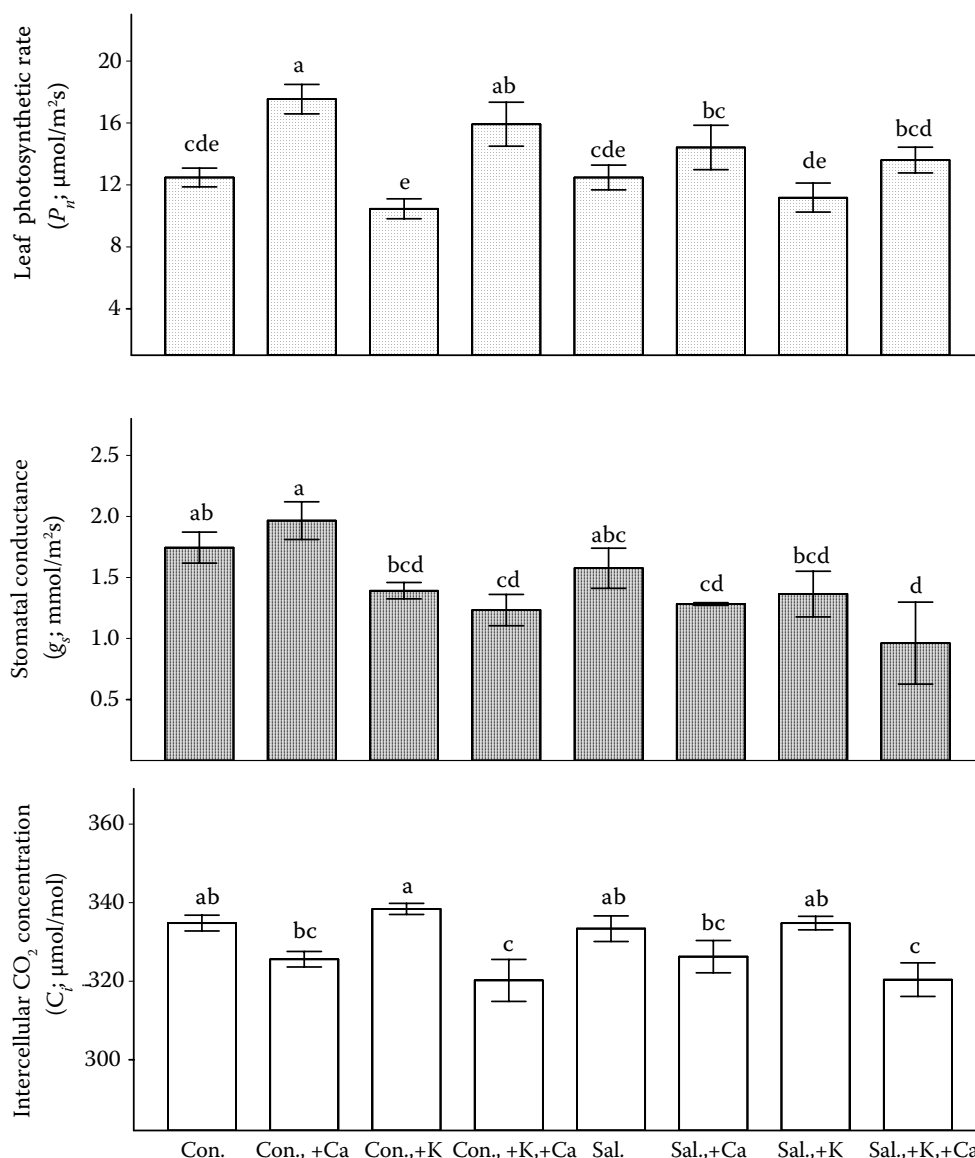 Leaf photosynthetic rate
(Pₙ; μmol/m²s)
20
16
12
8
4
cde
a
e
ab
cde
bc
de
bcd
Stomatal conductance
(gₛ; mmol/m²s)
2.5
2.0
1.5
1.0
0.5
ab
a
bcd
cd
abc
cd
bcd
d
Intercellular CO₂ concentration
(Cᵢ; μmol/mol)
360
340
320
300
ab
bc
a
c
ab
bc
ab
c
Con. Con., +Ca Con.,+K Con., +K,+Ca Sal. Sal.,+Ca Sal.,+K Sal.,+K,+Ca